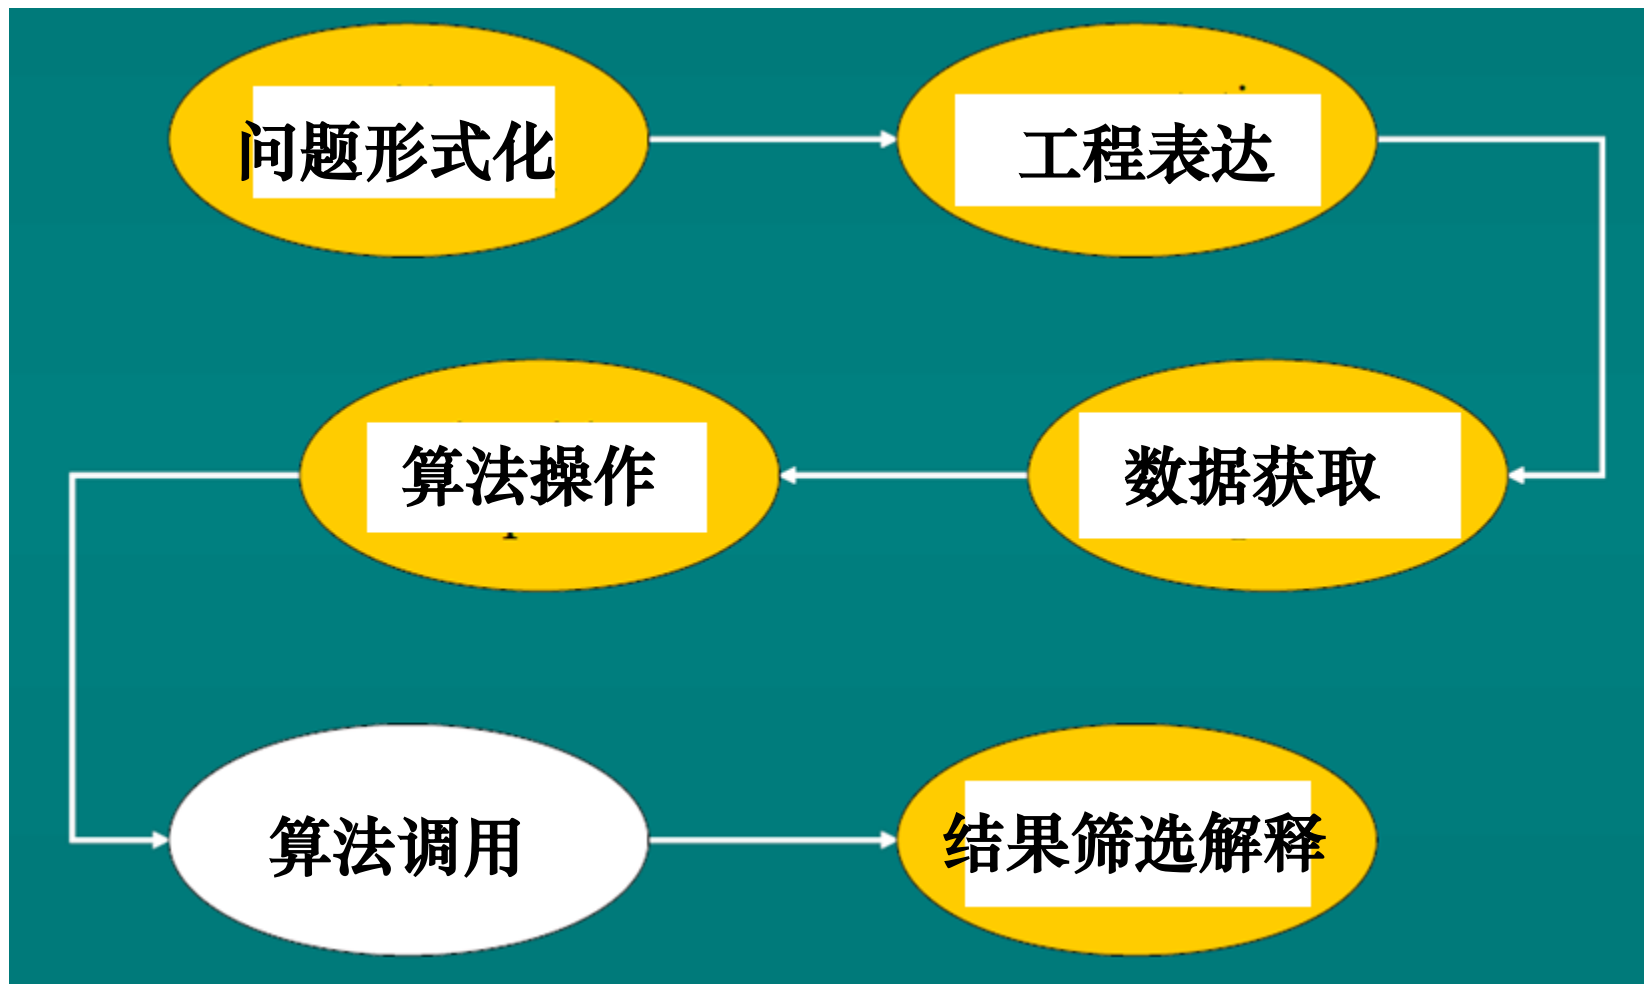 问题形式化
工程表达
数据获取
算法操作
算法调用
结果筛选解释